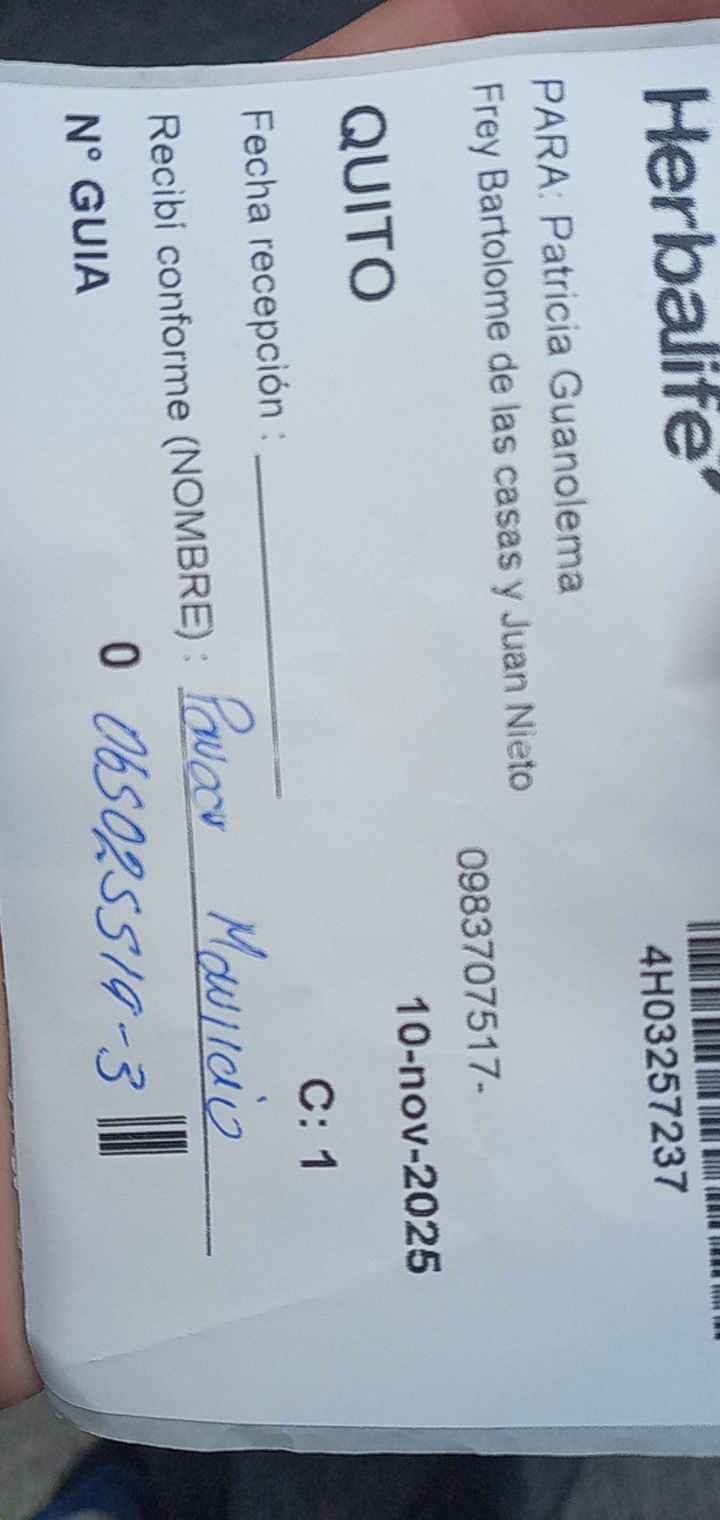 Herbalife
4H03257237
PARA: Patricia Guanolema
Frey Bartolome de las casas y Juan Nieto 0983707517-
10-nov-2025
QUITO
C: 1
Fecha recepción :
Recibí conforme (NOMBRE) : Mauricio
N° GUIA 0